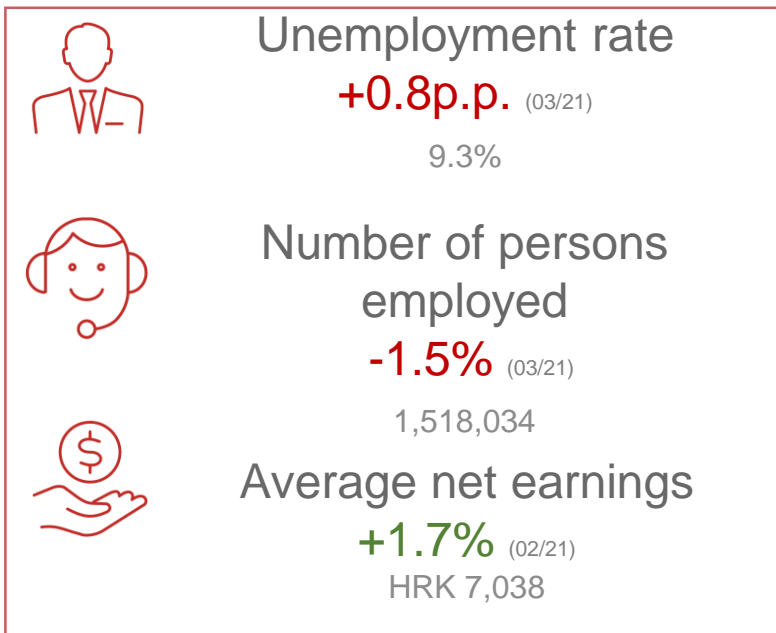 Unemployment rate
+0.8p.p. (03/21)
9.3%
Number of persons
employed
-1.5% (03/21)
1,518,034
$
Average net earnings
+1.7% (02/21)
HRK 7,038